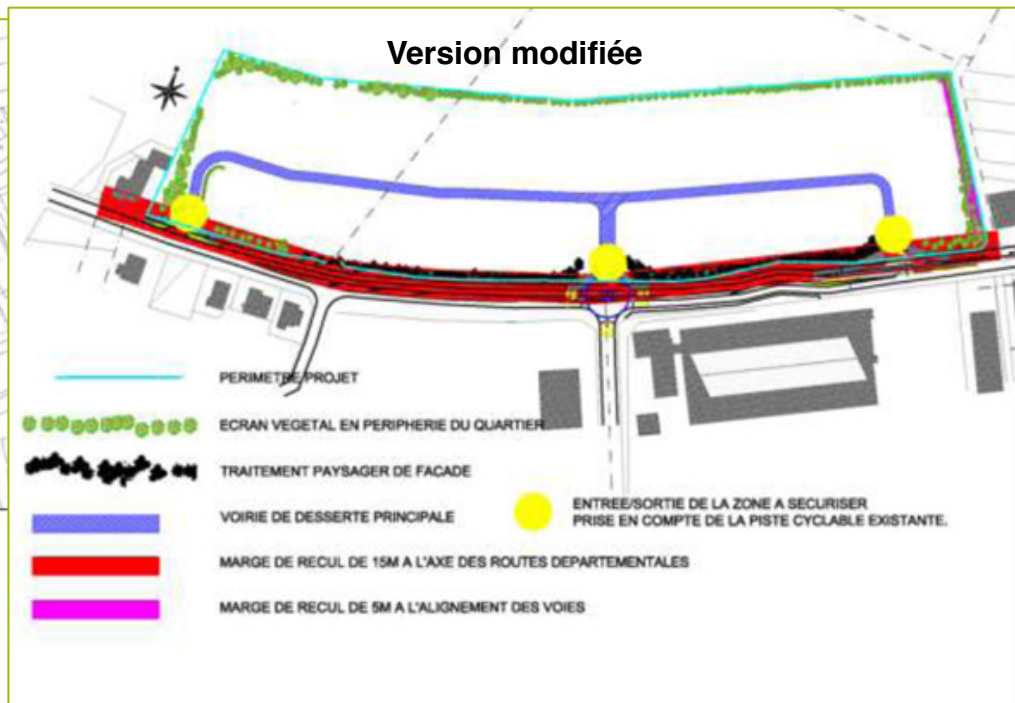 Version modifiée
PERIMETRE PROJET
ECRAN VEGETAL EN PERIPHERIE DU QUARTIER
TRAITEMENT PAYSAGER DE FACADE
VOIRIE DE DESSERTE PRINCIPALE
ENTREE/SORTIE DE LA ZONE A SECURISER
PRISE EN COMPTE DE LA PISTE CYCLABLE EXISTANTE.
MARGE DE RECUL DE 15M A L'AXE DES ROUTES DEPARTEMENTALES
MARGE DE RECUL DE 5M A L'ALIGNEMENT DES VOIES